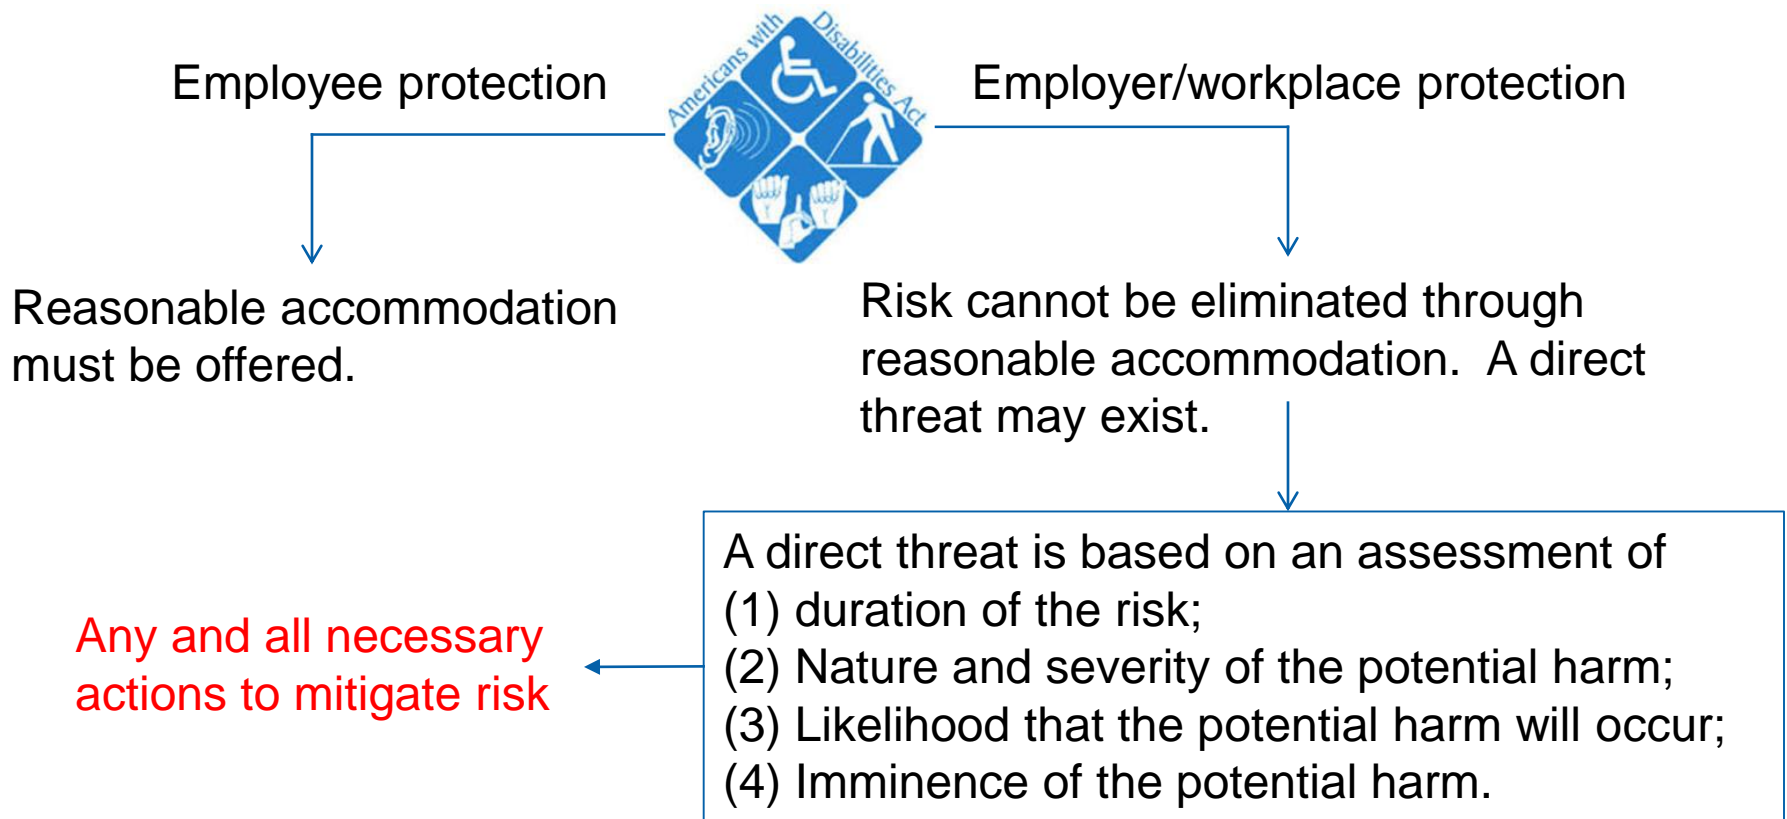 Americans with Disabilities Act
Employee protection
Employer/workplace protection
Reasonable accommodation
must be offered.
Risk cannot be eliminated through
reasonable accommodation.  A direct
threat may exist.
A direct threat is based on an assessment of
(1) duration of the risk;
(2) Nature and severity of the potential harm;
(3) Likelihood that the potential harm will occur;
(4) Imminence of the potential harm.
Any and all necessary
actions to mitigate risk